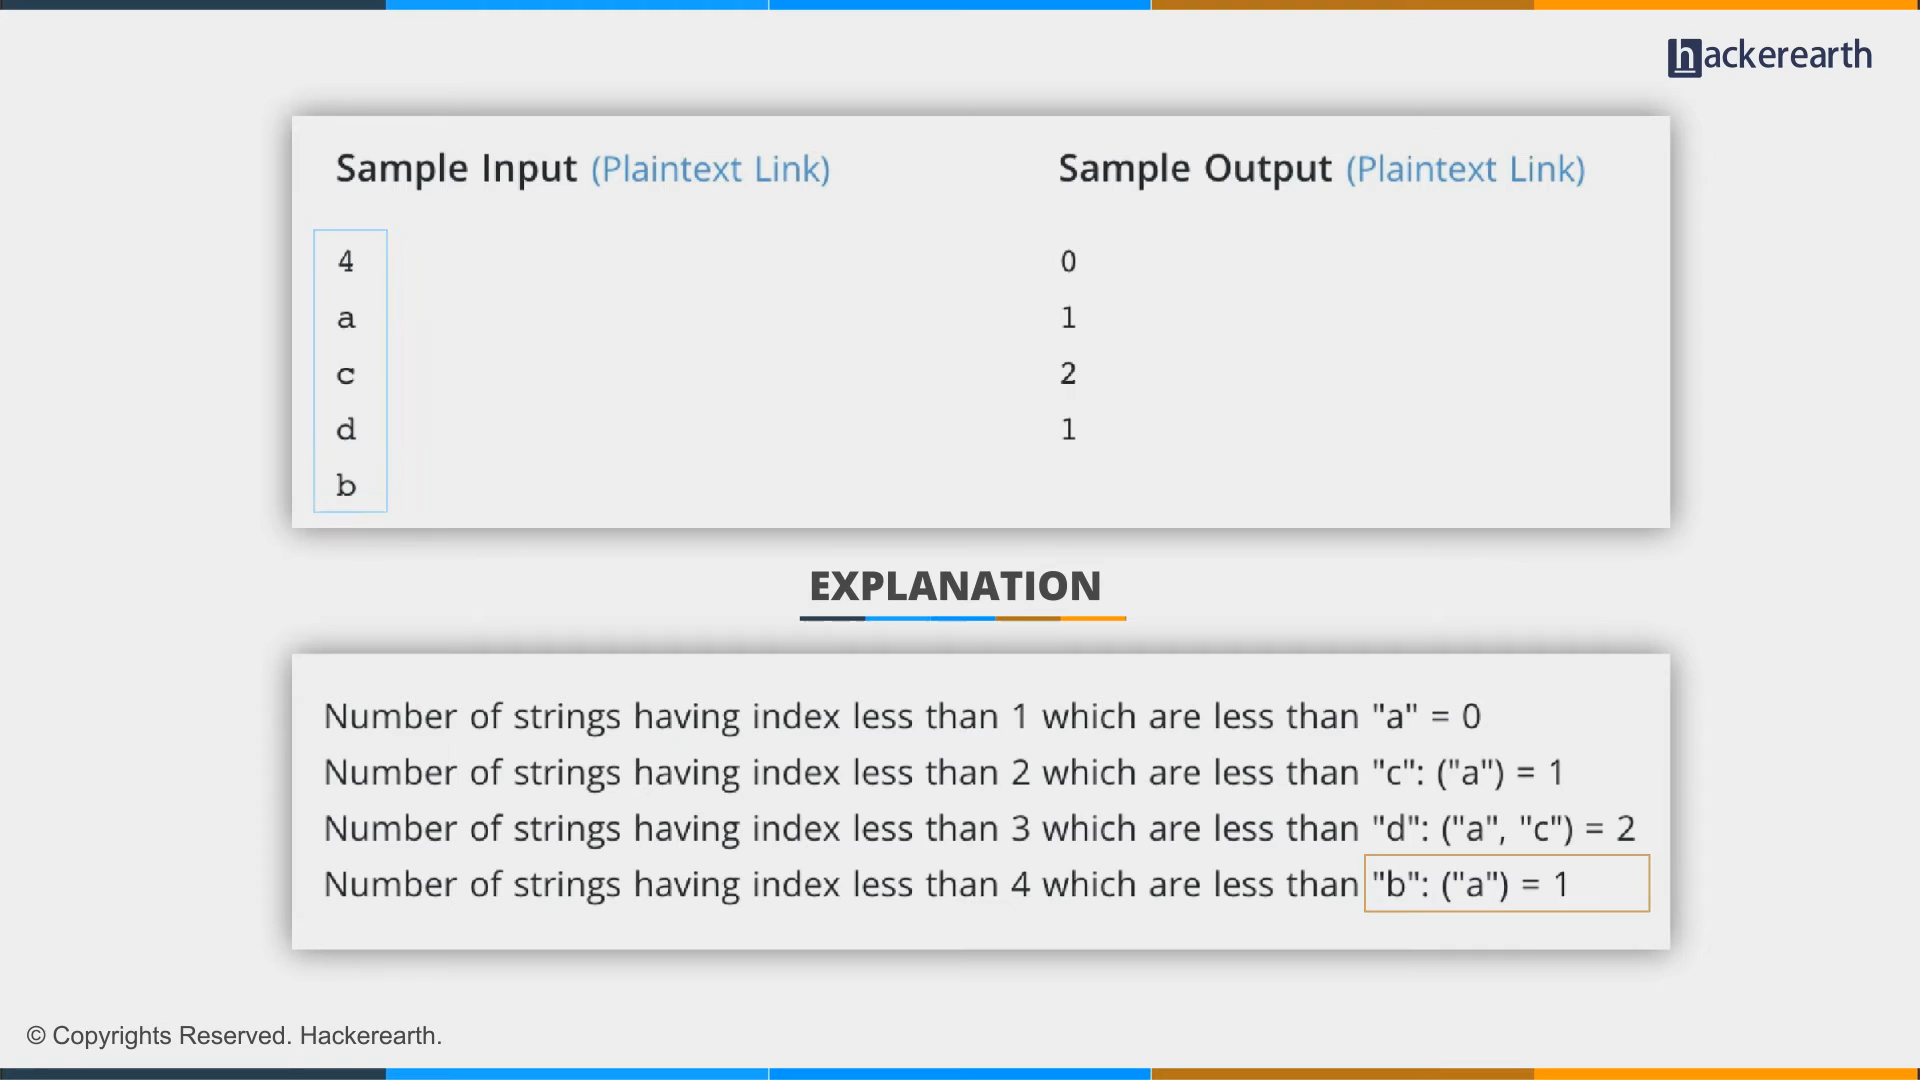 hackerearth
Sample Input (Plaintext Link)
4
a
c
d
b
Sample Output (Plaintext Link)
0
1
2
1
EXPLANATION
Number of strings having index less than 1 which are less than "a" = 0
Number of strings having index less than 2 which are less than "c": ("a") = 1
Number of strings having index less than 3 which are less than "d": ("a", "c") = 2
Number of strings having index less than 4 which are less than "b": ("a") = 1
© Copyrights Reserved. Hackerearth.